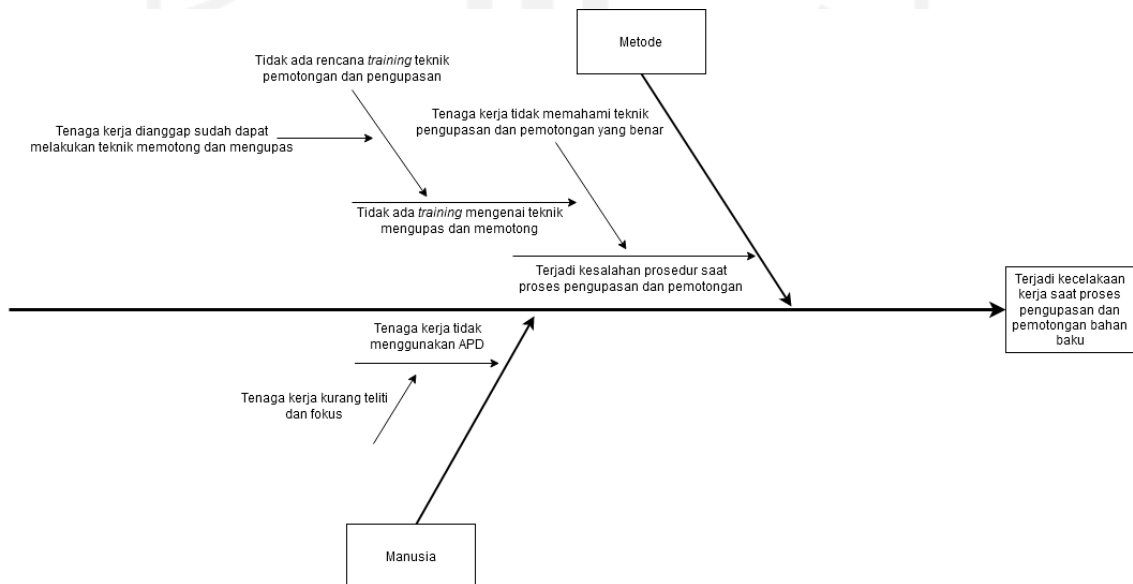 Metode
Tidak ada rencana training teknik
pemotongan dan pengupasan
Tenaga kerja tidak memahami teknik
pengupasan dan pemotongan yang benar
Tenaga kerja dianggap sudah dapat
melakukan teknik memotong dan mengupas
Tidak ada training mengenai teknik
mengupas dan memotong
Terjadi kesalahan prosedur saat
proses pengupasan dan pemotongan
Terjadi kecelakaan
kerja saat proses
pengupasan dan
pemotongan bahan
baku
Tenaga kerja tidak
menggunakan APD
Tenaga kerja kurang teliti
dan fokus
Manusia